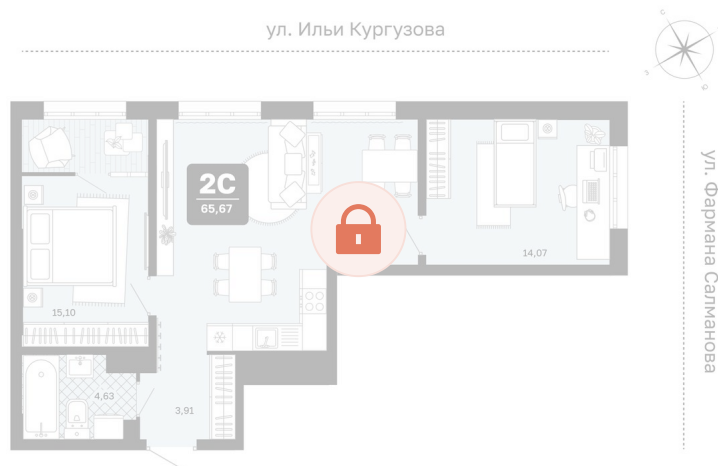 ул. Ильи Кургузова
С
З
Ю
ул. Фармана Салманова
2С
65,67
14,07
15,10
4,63
3,91